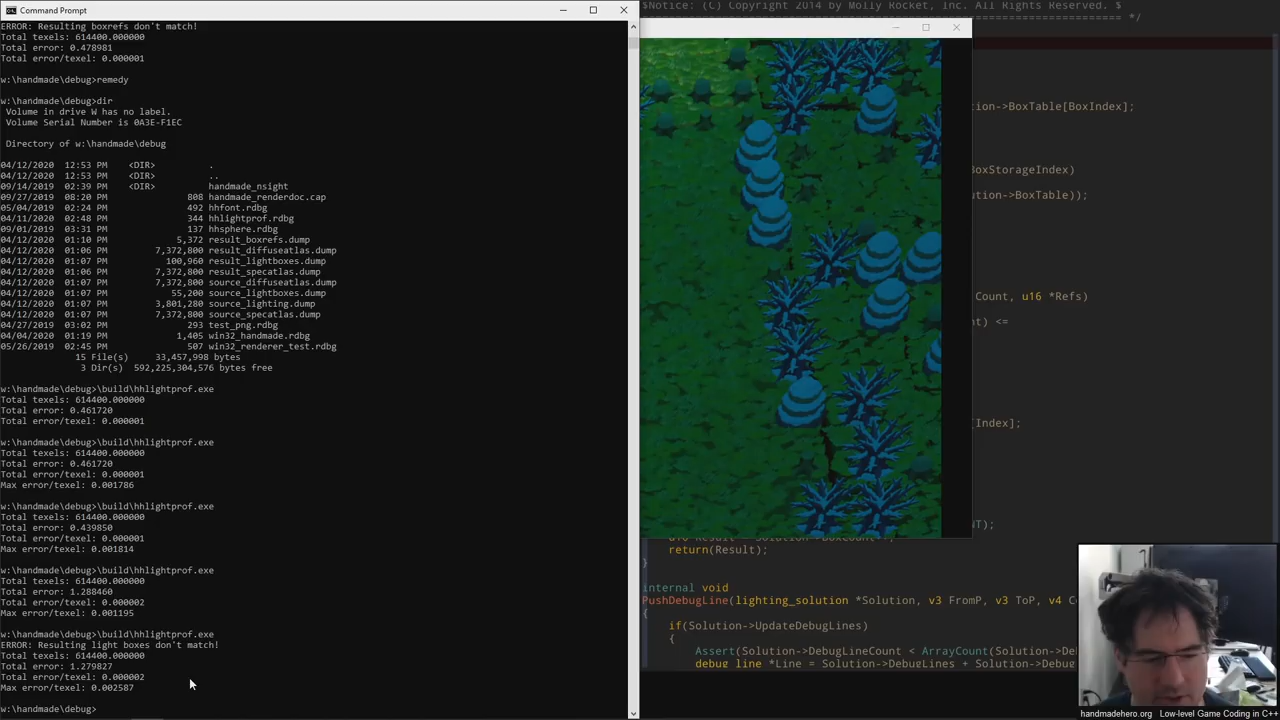 Command Prompt
ERROR: Resulting boxrefs don't match!
Total texels: 614400.000000
Total error: 0.478981
Total error/texel: 0.000001
w:\handmade\debug>remedy
w:\handmade\debug>dir
Volume in drive W has no label.
Volume Serial Number is 0A3E-F1EC
Directory of w:\handmade\debug
04/12/2020 12:53 PM <DIR> .
04/12/2020 12:53 PM <DIR> ..
09/14/2019 02:39 PM <DIR> handmade_nsight
09/27/2019 08:20 PM 808 handmade_renderdoc.cap
05/04/2019 02:24 PM 492 hhfont.rdbg
04/11/2020 02:48 PM 344 hhlightprof.rdbg
09/01/2019 03:31 PM 137 hhsphere.rdbg
04/12/2020 01:10 PM 5,372 result_boxrefs.dump
04/12/2020 01:06 PM 7,372,800 result_diffuseatlas.dump
04/12/2020 01:07 PM 100,960 result_lightboxes.dump
04/12/2020 01:06 PM 7,372,800 result_specatlas.dump
04/12/2020 01:07 PM 7,372,800 source_diffuseatlas.dump
04/12/2020 01:07 PM 55,200 source_lightboxes.dump
04/12/2020 01:07 PM 3,801,280 source_lighting.dump
04/12/2020 01:07 PM 7,372,800 source_specatlas.dump
04/27/2019 03:02 PM 293 test_png.rdbg
04/04/2020 01:19 PM 1,405 win32_handmade.rdbg
05/26/2019 02:45 PM 507 win32_renderer_test.rdbg
15 File(s) 33,457,998 bytes
3 Dir(s) 592,225,304,576 bytes free
w:\handmade\debug>\build\hhlightprof.exe
Total texels: 614400.000000
Total error: 0.461720
Total error/texel: 0.000001
w:\handmade\debug>\build\hhlightprof.exe
Total texels: 614400.000000
Total error: 0.461720
Total error/texel: 0.000001
Max error/texel: 0.001786
w:\handmade\debug>\build\hhlightprof.exe
Total texels: 614400.000000
Total error: 0.439850
Total error/texel: 0.000001
Max error/texel: 0.001814
w:\handmade\debug>\build\hhlightprof.exe
Total texels: 614400.000000
Total error: 1.288460
Total error/texel: 0.000002
Max error/texel: 0.001195
w:\handmade\debug>\build\hhlightprof.exe
ERROR: Resulting light boxes don't match!
Total texels: 614400.000000
Total error: 1.279827
Total error/texel: 0.000002
Max error/texel: 0.002587
w:\handmade\debug>
$Notice: (C) Copyright 2014 by Molly Rocket, Inc. All Rights Reserved. $
======================================== */
ution->BoxTable[BoxIndex];
BoxStorageIndex)
ution->BoxTable));
Count, u16 *Refs)
nt) <=
Index];
NT);
return(Result);
}
internal void
PushDebugLine(lighting_solution *Solution, v3 FromP, v3 ToP, v4 C
{
if(Solution->UpdateDebugLines)
{
Assert(Solution->DebugLineCount < ArrayCount(Solution->De
debug_line *Line = Solution->DebugLines + Solution->Debug
handmadehero.org Low-level Game Coding in C++